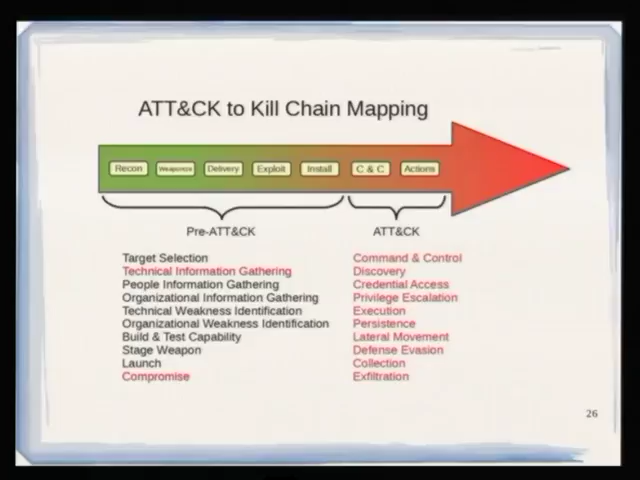 ATT&CK to Kill Chain Mapping
Recon Weaponize Delivery Exploit Install C & C Actions
Pre-ATT&CK ATT&CK
Target Selection
Technical Information Gathering
People Information Gathering
Organizational Information Gathering
Technical Weakness Identification
Organizational Weakness Identification
Build & Test Capability
Stage Weapon
Launch
Compromise
Command & Control
Discovery
Credential Access
Privilege Escalation
Execution
Persistence
Lateral Movement
Defense Evasion
Collection
Exfiltration
26